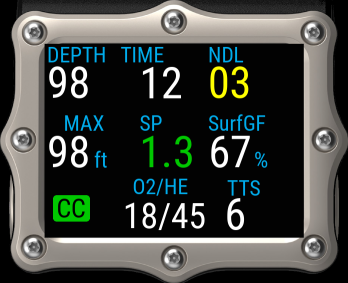 DEPTH TIME NDL
98 12 03
MAX SP SurfGF
98 ft 1.3 67 %
CC O2/HE TTS
18/45 6